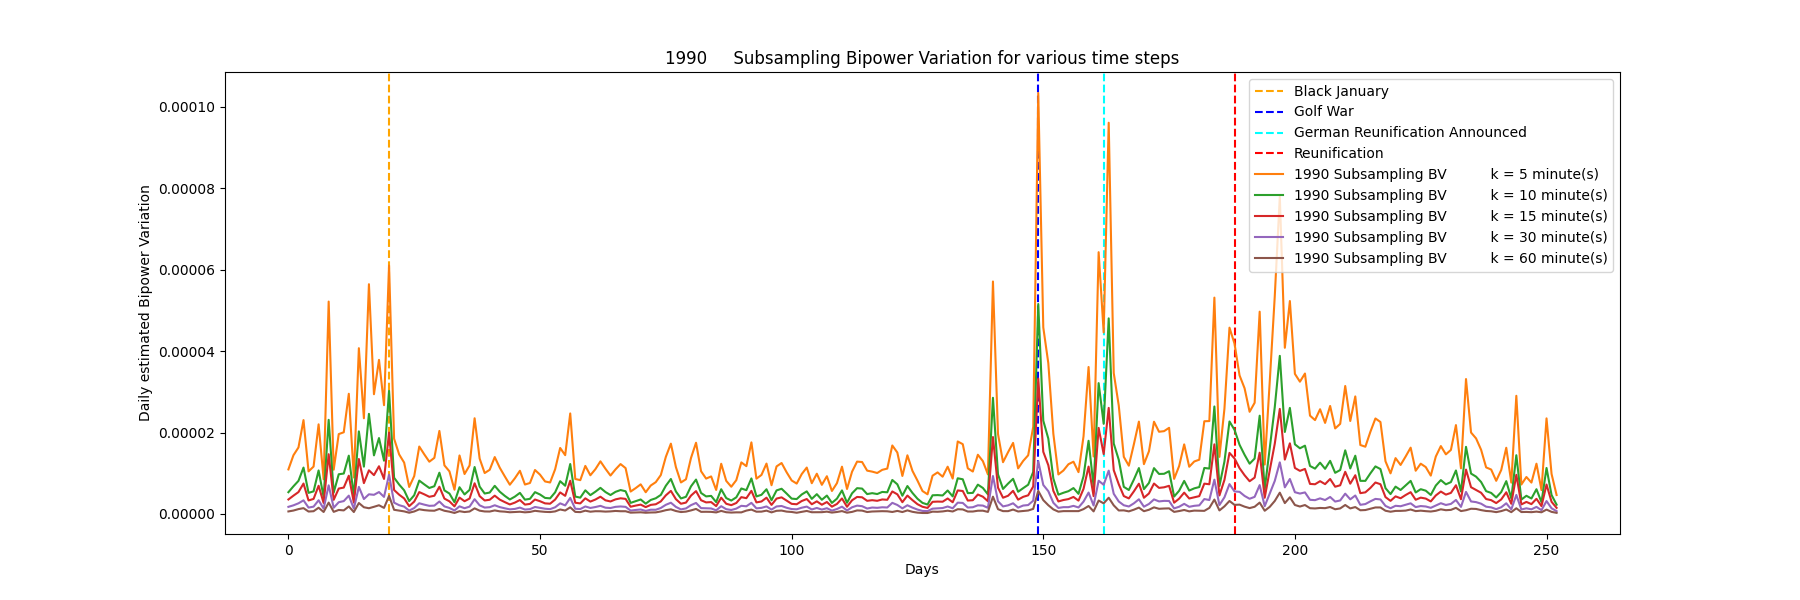 1990 Subsampling Bipower Variation for various time steps
Daily estimated Bipower Variation
0.00010
0.00008
0.00006
0.00004
0.00002
0.00000
Black January
Golf War
German Reunification Announced
Reunification
1990 Subsampling BV k = 5 minute(s)
1990 Subsampling BV k = 10 minute(s)
1990 Subsampling BV k = 15 minute(s)
1990 Subsampling BV k = 30 minute(s)
1990 Subsampling BV k = 60 minute(s)
0 50 100 150 200 250
Days